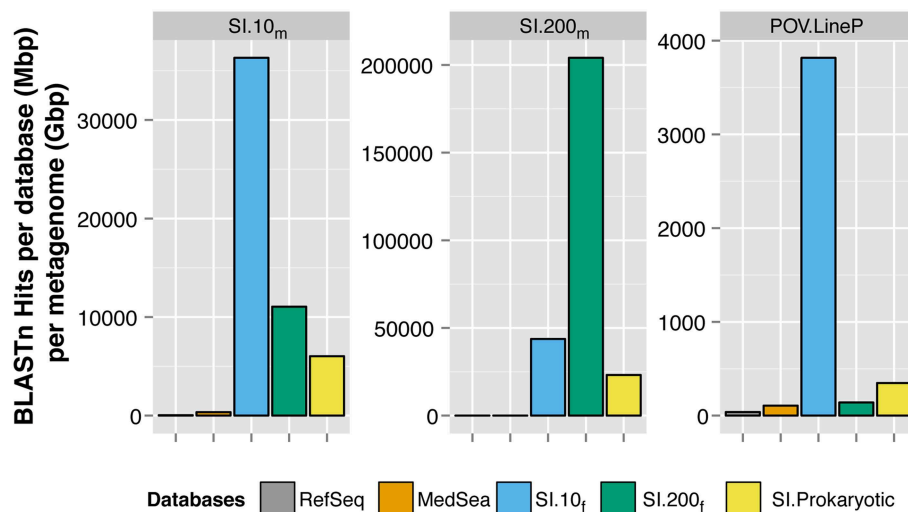 BLASTn Hits per database (Mbp)
per metagenome (Gbp)
SI.10m
30000
20000
10000
0
SI.200m
200000
150000
100000
50000
0
POV.LineP
4000
3000
2000
1000
0
Databases RefSeq MedSea SI.10f SI.200f SI.Prokaryotic